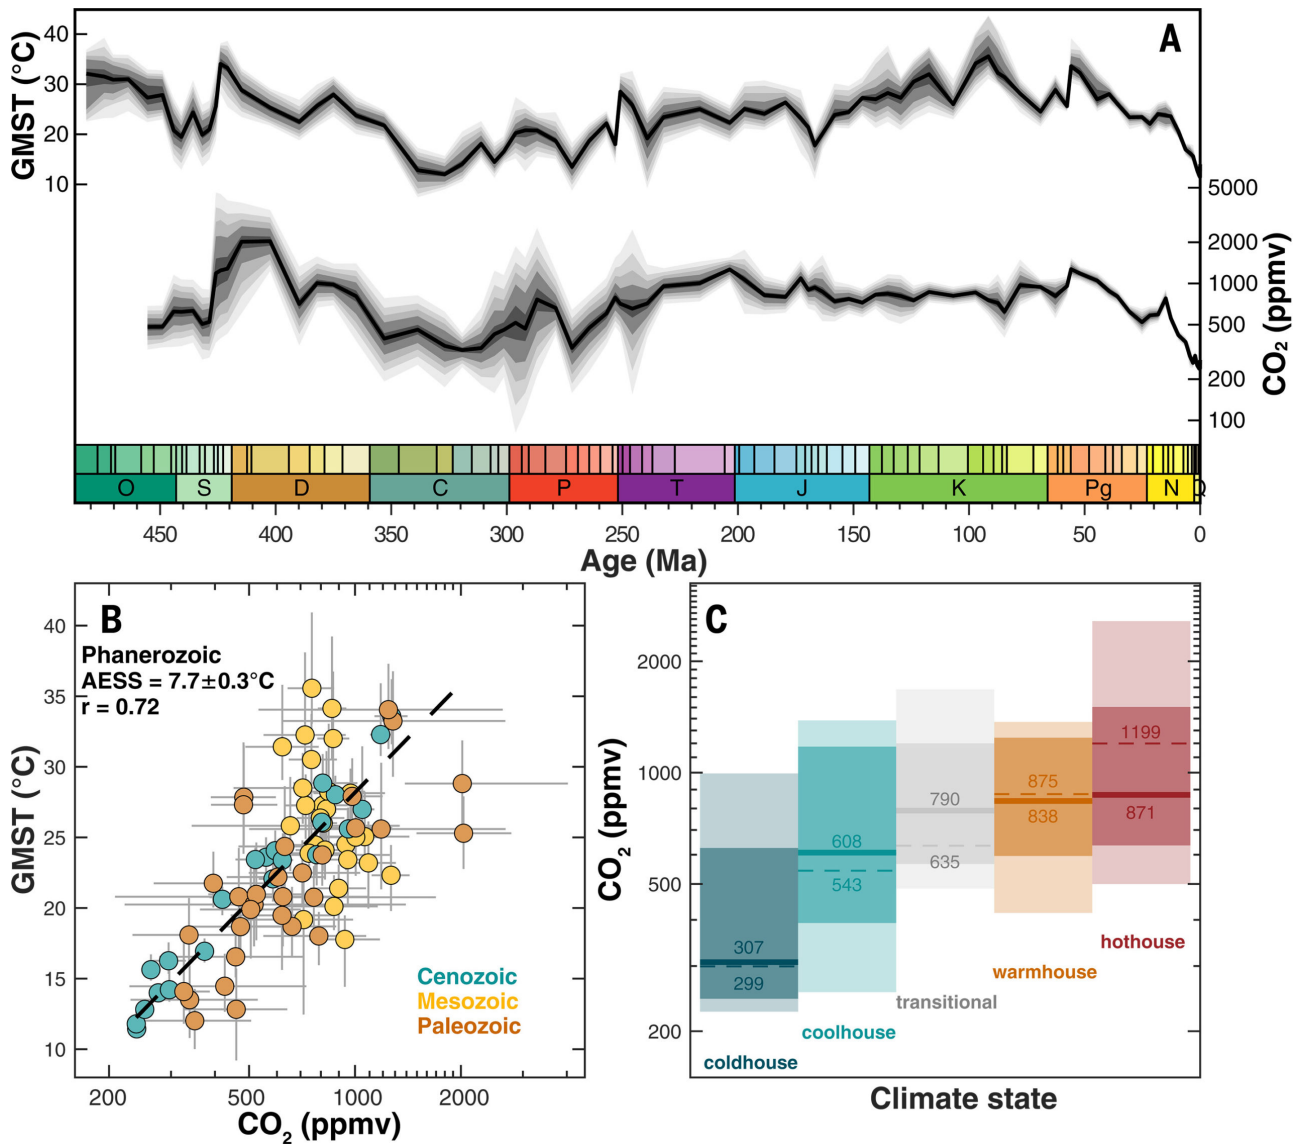 A
GMST (°C)
40
30
20
10
5000
2000
1000
500
200
100
CO2 (ppmv)
O S D C P T J K Pg N Q
450 400 350 300 250 200 150 100 50 0
Age (Ma)
B
Phanerozoic
AESS = 7.7±0.3°C
r = 0.72
GMST (°C)
40
35
30
25
20
15
10
Cenozoic
Mesozoic
Paleozoic
200 500 1000 2000
CO2 (ppmv)
C
CO2 (ppmv)
2000
1000
500
200
307
299
coldhouse
608
543
coolhouse
790
635
transitional
875
838
warmhouse
1199
871
hothouse
Climate state